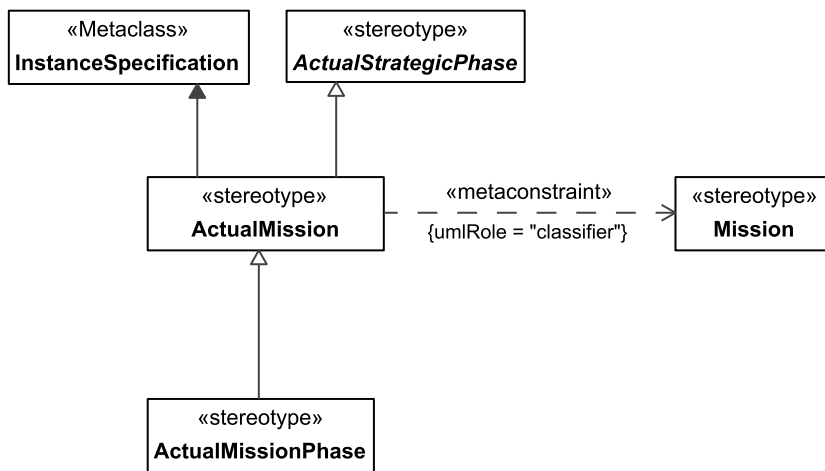 «Metaclass»
InstanceSpecification
«stereotype»
ActualStrategicPhase
«stereotype»
ActualMission
«metaconstraint»
{umlRole = "classifier"}
«stereotype»
Mission
«stereotype»
ActualMissionPhase